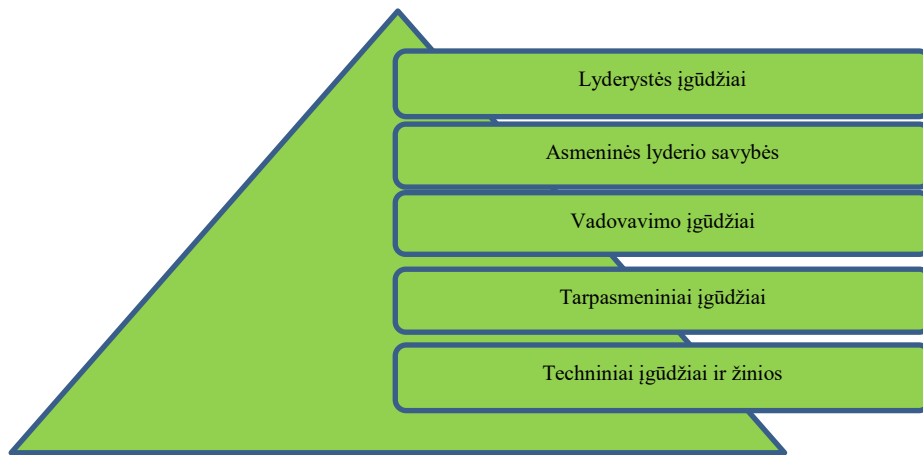 Lyderystės įgūdžiai
Asmeninės lyderio savybės
Vadovavimo įgūdžiai
Tarpasmeniniai įgūdžiai
Techniniai įgūdžiai ir žinios